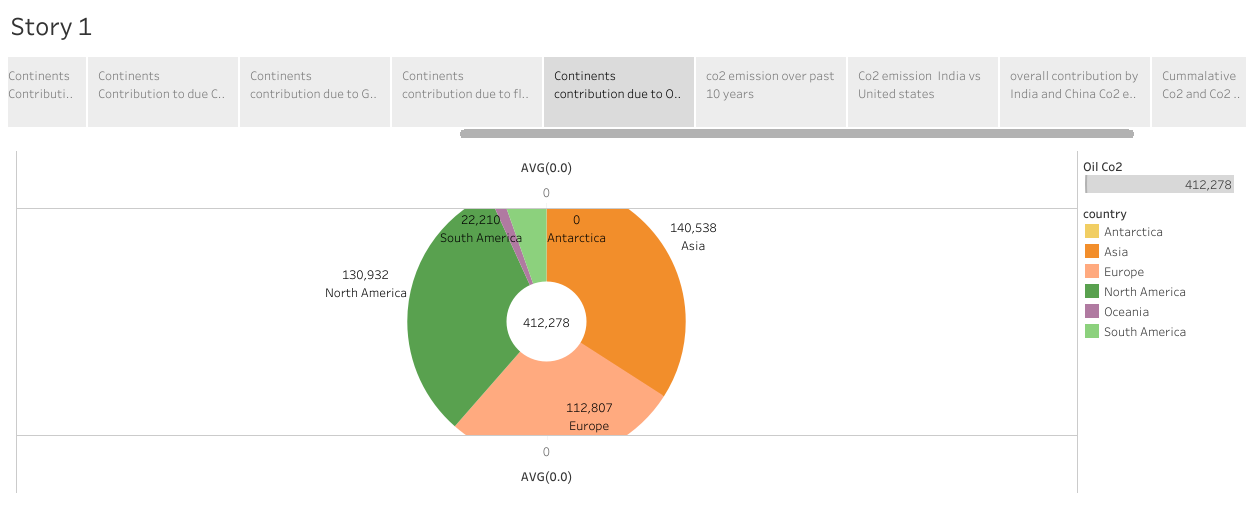 Story 1
Continents
Contributi..
Continents
Contribution to due C..
Continents
contribution due to G..
Continents
contribution due to fl..
Continents
contribution due to O..
co2 emission over past
10 years
Co2 emission  India vs
United states
overall contribution by
India and China Co2 e..
Cummalative
Co2 and Co2 ..
AVG(0.0)
0
22,210
South America
0
Antarctica
140,538
Asia
130,932
North America
412,278
112,807
Europe
0
AVG(0.0)
Oil Co2
412,278
country
Antarctica
Asia
Europe
North America
Oceania
South America